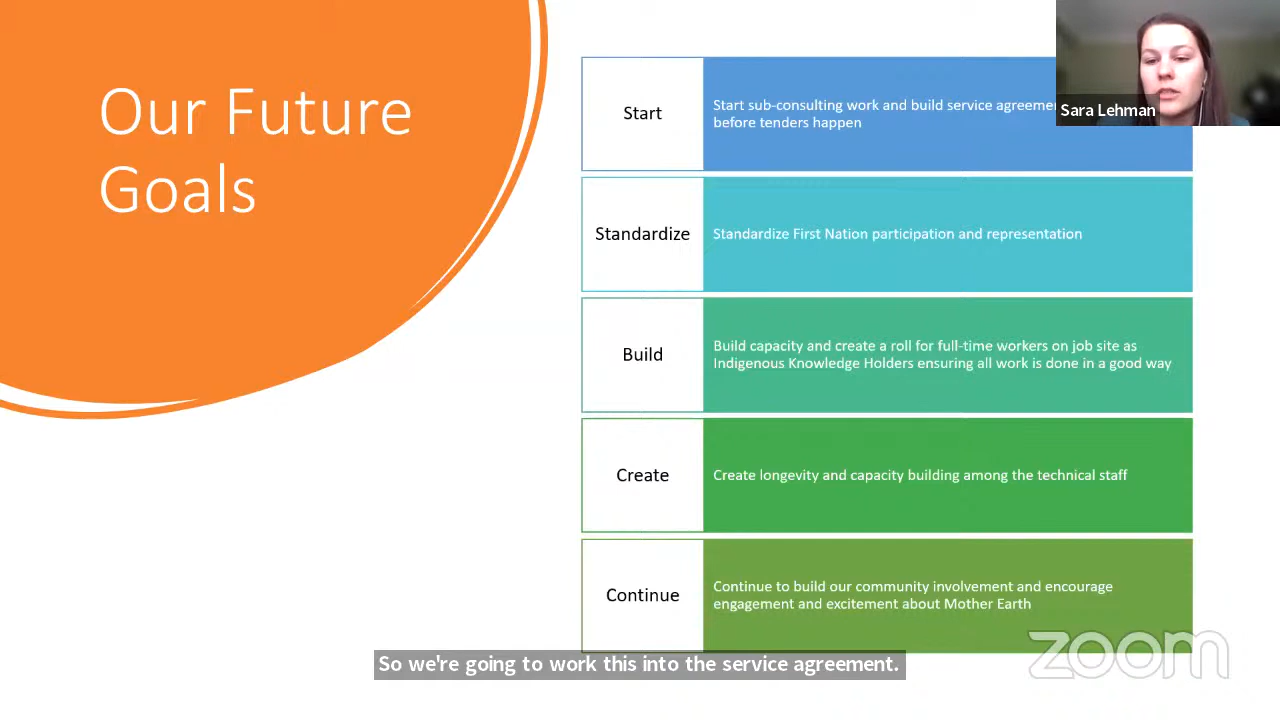 Our Future
Goals
Start
Start sub-consulting work and build service
before tenders happen
Sara Lehman
Standardize
Standardize First Nation participation and representation
Build
Build capacity and create a roll for full-time workers on job site as
Indigenous Knowledge Holders ensuring all work is done in a good way
Create
Create longevity and capacity building among the technical staff
Continue
Continue to build our community involvement and encourage
engagement and excitement about Mother Earth
So we're going to work this into the service agreement.
zoom